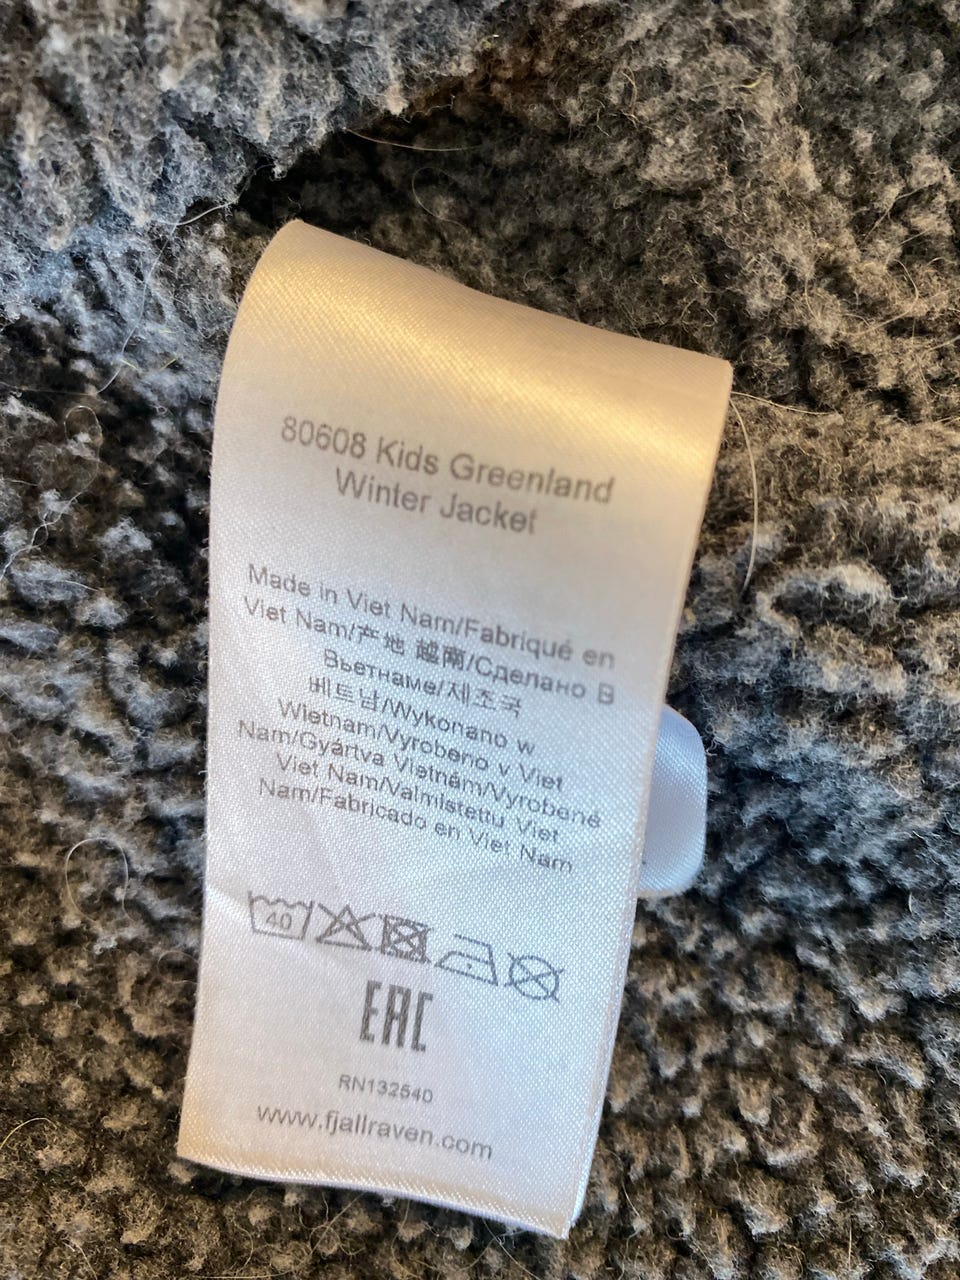 80608 Kids Greenland
Winter Jacket
Made in Viet Nam/Fabriqué en
Viet Nam/产地 越南/Сделано В
Вьетнаме/제조국
베트남/Wykonano w
Wietnam/Vyrobeno v Viet
Nam/Gyártva Vietnám/Vyrobené
Viet Nam/Valmistettu Viet
Nam/Fabricado en Viet Nam
40
EAC
RN132540
www.fjallraven.com